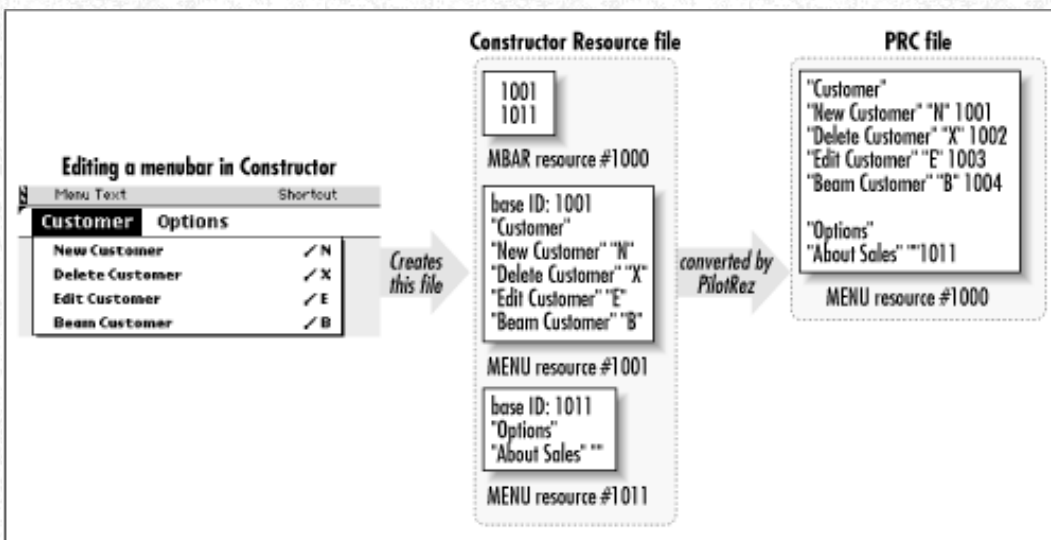 Editing a menubar in Constructor
Menu Text Shortcut
Customer Options
New Customer / N
Delete Customer / X
Edit Customer / E
Beam Customer / B
Creates
this file
Constructor Resource file
1001
1011
MBAR resource #1000
base ID: 1001
"Customer"
"New Customer" "N"
"Delete Customer" "X"
"Edit Customer" "E"
"Beam Customer" "B"
MENU resource #1001
base ID: 1011
"Options"
"About Sales" ""
MENU resource #1011
converted by
PilotRez
PRC file
"Customer"
"New Customer" "N" 1001
"Delete Customer" "X" 1002
"Edit Customer" "E" 1003
"Beam Customer" "B" 1004
"Options"
"About Sales" ""1011
MENU resource #1000